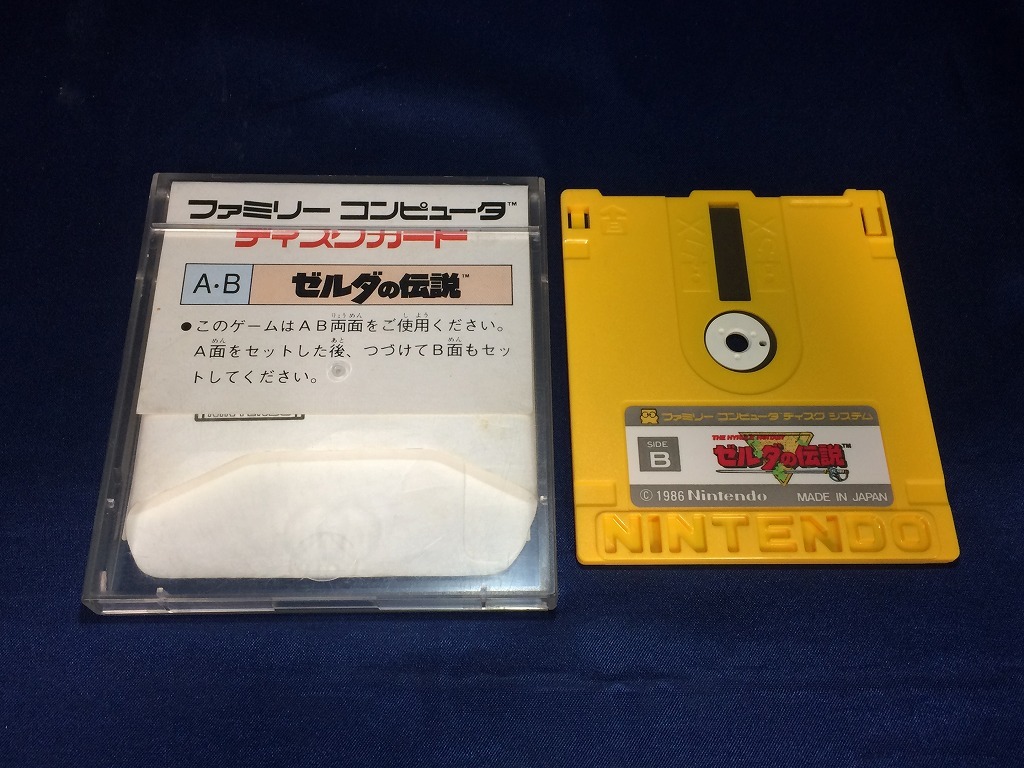 ファミリー コンピュータ™
ディスクカード
A・B
ゼルダの伝説™
●このゲームはAB両面をご使用ください。
A面をセットした後、つづけてB面もセッ
トしてください。
ファミリー コンピュータ ディスク システム
SIDE
B
THE HYRULE FANTASY
ゼルダの伝説™
© 1986 Nintendo
MADE IN JAPAN
NINTENDO